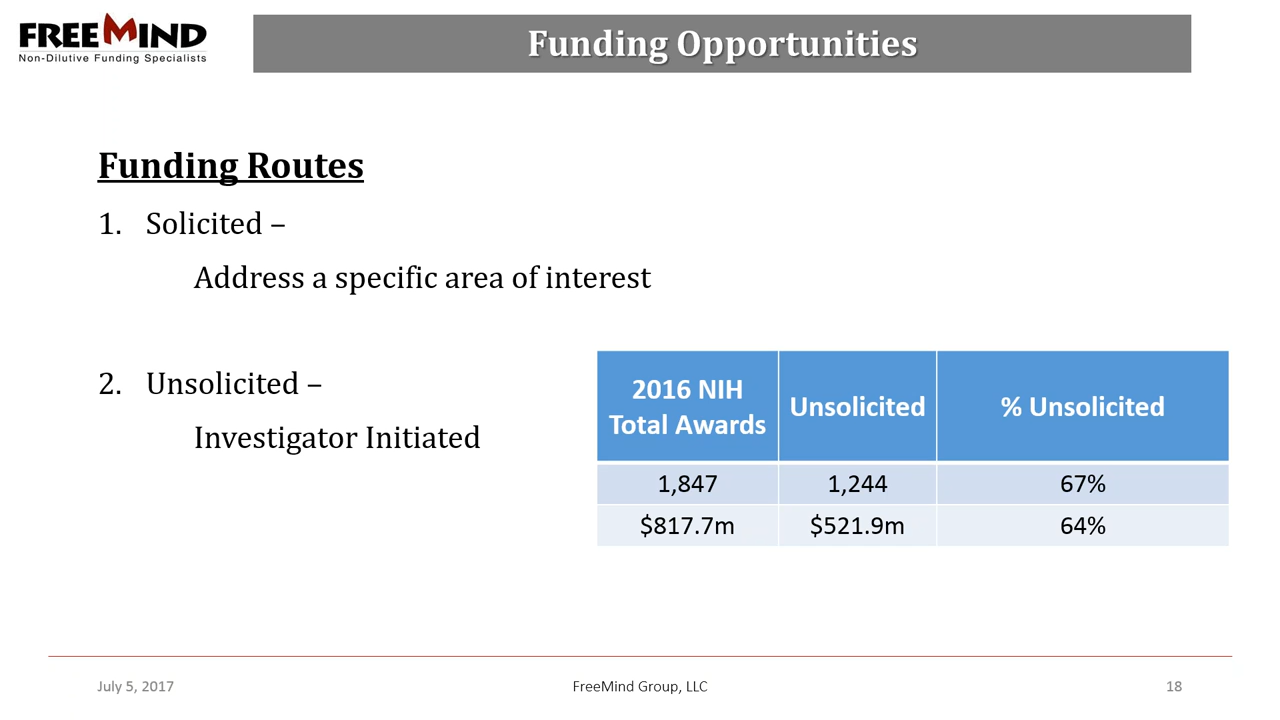 FREEMIND
Non-Dilutive Funding Specialists
Funding Opportunities
Funding Routes
1. Solicited –
Address a specific area of interest
2. Unsolicited –
Investigator Initiated
2016 NIH
Total Awards
Unsolicited
% Unsolicited
1,847
1,244
67%
$817.7m
$521.9m
64%
July 5, 2017
FreeMind Group, LLC
18